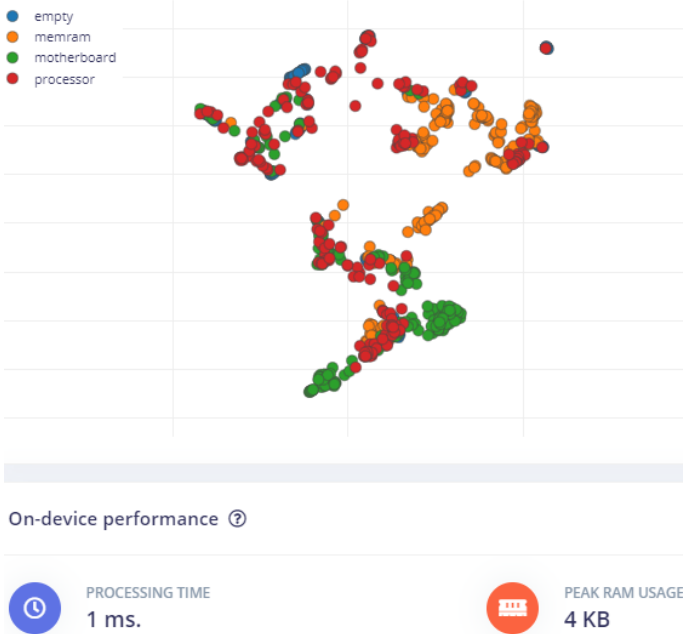 empty
memram
motherboard
processor
On-device performance
PROCESSING TIME
1 ms.
PEAK RAM USAGE
4 KB